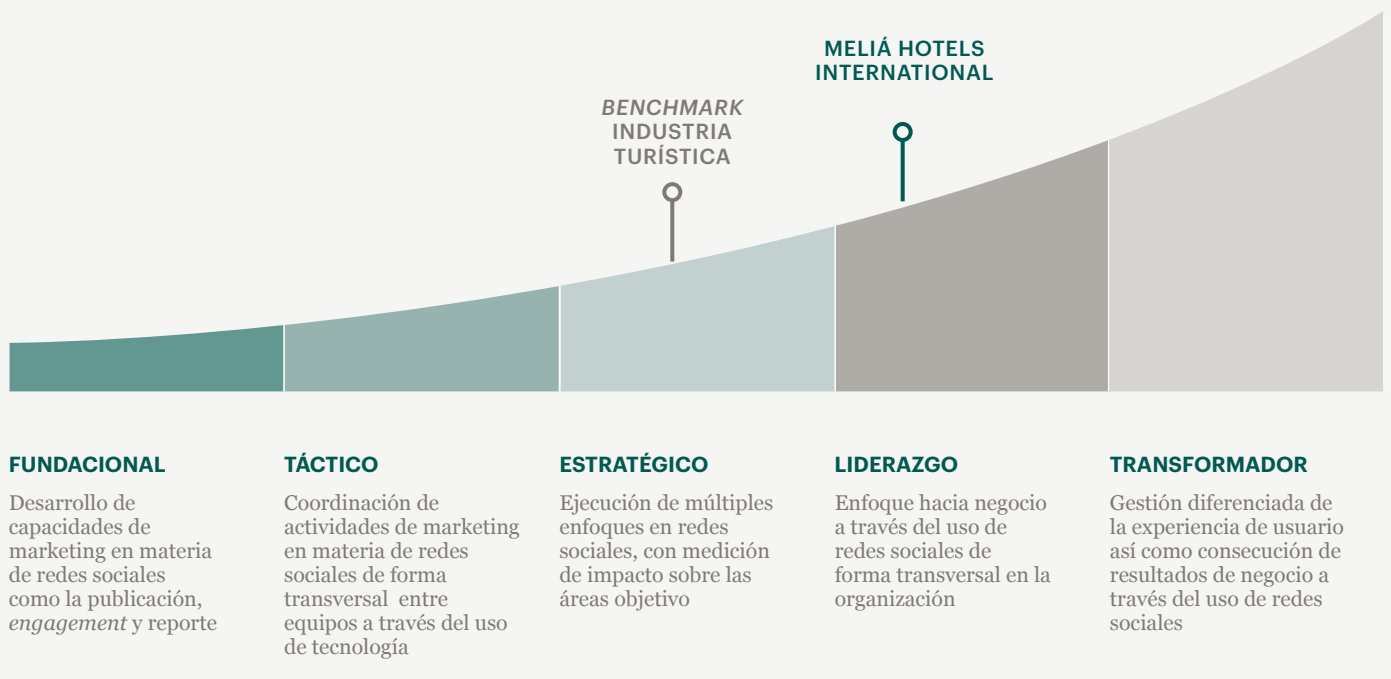 MELIÁ HOTELS
INTERNATIONAL
BENCHMARK
INDUSTRIA
TURÍSTICA
FUNDACIONAL
Desarrollo de
capacidades de
marketing en materia
de redes sociales
como la publicación,
engagement y reporte
TÁCTICO
Coordinación de
actividades de marketing
en materia de redes
sociales de forma
transversal entre
equipos a través del uso
de tecnología
ESTRATÉGICO
Ejecución de múltiples
enfoques en redes
sociales, con medición
de impacto sobre las
áreas objetivo
LIDERAZGO
Enfoque hacia negocio
a través del uso de
redes sociales de
forma transversal en la
organización
TRANSFORMADOR
Gestión diferenciada de
la experiencia de usuario
así como consecución de
resultados de negocio a
través del uso de redes
sociales